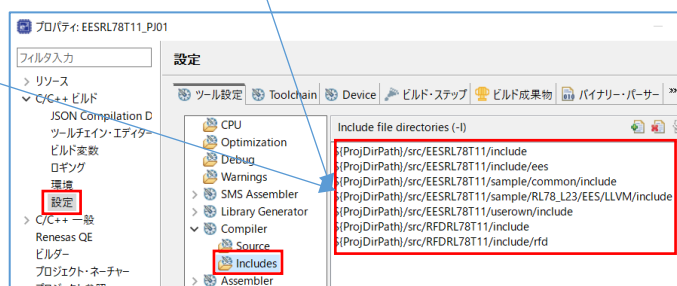 プロパティ: EESRL78T11_PJ01
フィルタ入力
設定
リソース
C/C++ ビルド
JSON Compilation D
ツールチェイン・エディター
ビルド変数
ロギング
環境
設定
C/C++ 一般
Renesas QE
ビルダー
プロジェクト・ネーチャー
ツール設定 Toolchain Device ビルド・ステップ ビルド成果物 バイナリー・パーサー »
CPU
Optimization
Debug
Warnings
SMS Assembler
Library Generator
Compiler
Source
Includes
Assembler
Include file directories (-I)
${ProjDirPath}/src/EESRL78T11/include
${ProjDirPath}/src/EESRL78T11/include/ees
${ProjDirPath}/src/EESRL78T11/sample/common/include
${ProjDirPath}/src/EESRL78T11/sample/RL78_L23/EES/LLVM/include
${ProjDirPath}/src/EESRL78T11/userown/include
${ProjDirPath}/src/RFDRL78T11/include
${ProjDirPath}/src/RFDRL78T11/include/rfd